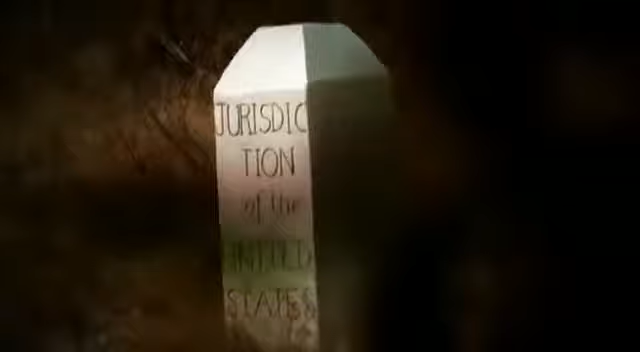 JURISDIC
TION
of the
UNITED
STATES